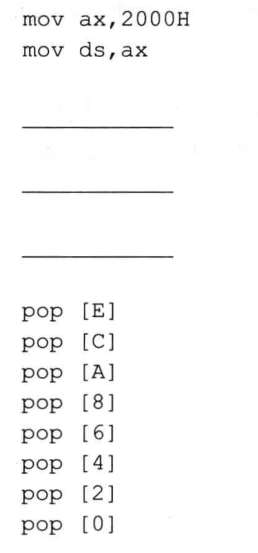 mov ax,2000H
mov ds,ax
pop [E]
pop [C]
pop [A]
pop [8]
pop [6]
pop [4]
pop [2]
pop [0]